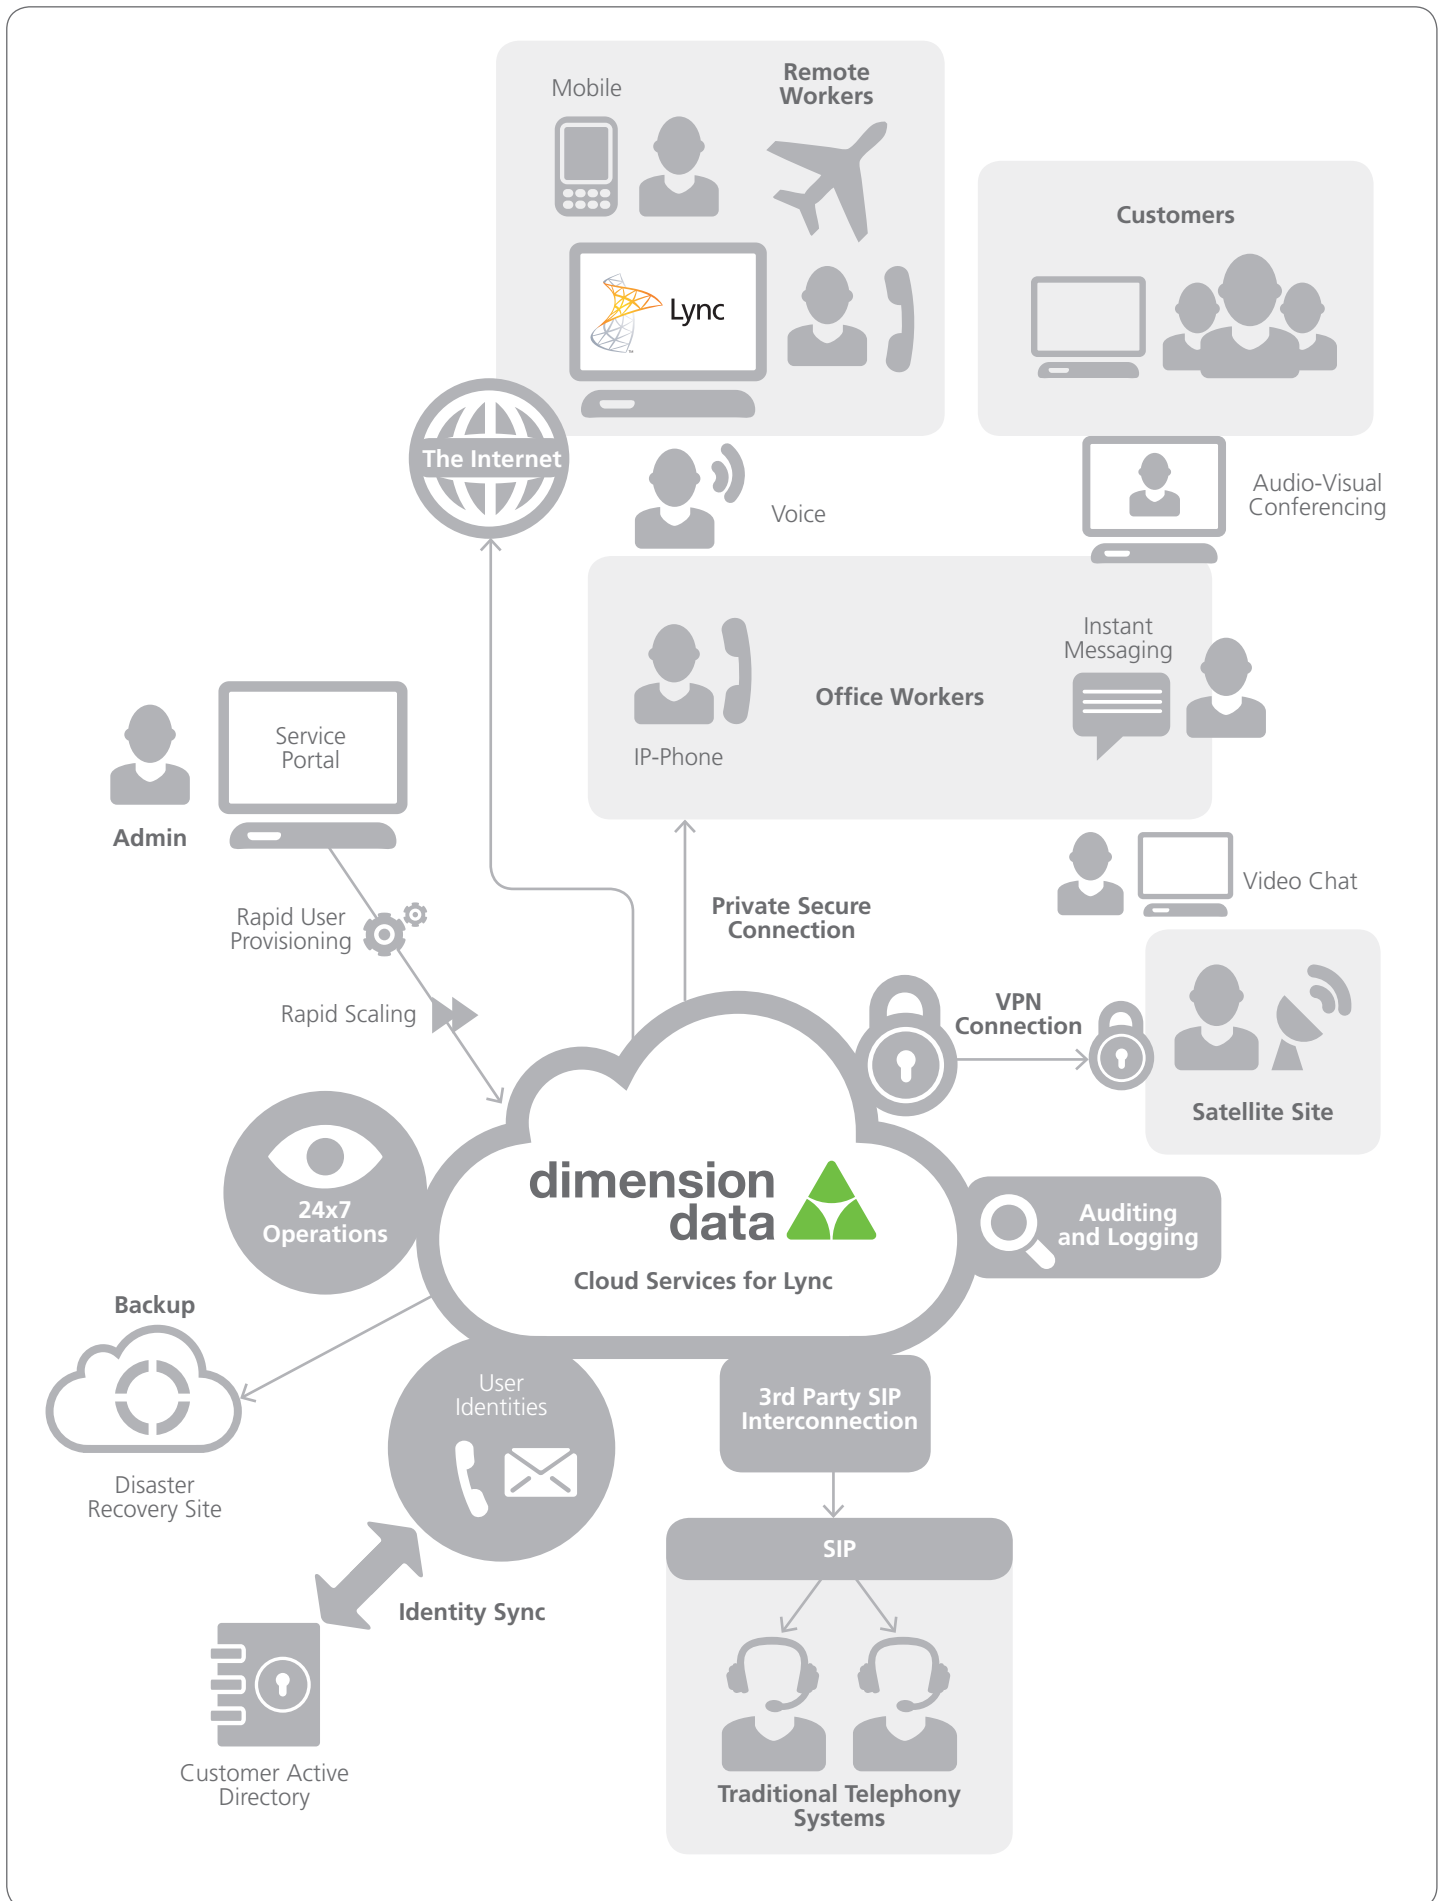 Mobile
Remote
Workers
Customers
Lync
TM
The Internet
Voice
Audio-Visual
Conferencing
Instant
Messaging
Office Workers
IP-Phone
Service
Portal
Admin
Video Chat
Private Secure
Connection
Rapid User
Provisioning
Rapid Scaling
VPN
Connection
Satellite Site
24x7
Operations
dimension
data
Cloud Services for Lync
Auditing
and Logging
Backup
Disaster
Recovery Site
User
Identities
3rd Party SIP
Interconnection
SIP
Identity Sync
Customer Active
Directory
Traditional Telephony
Systems